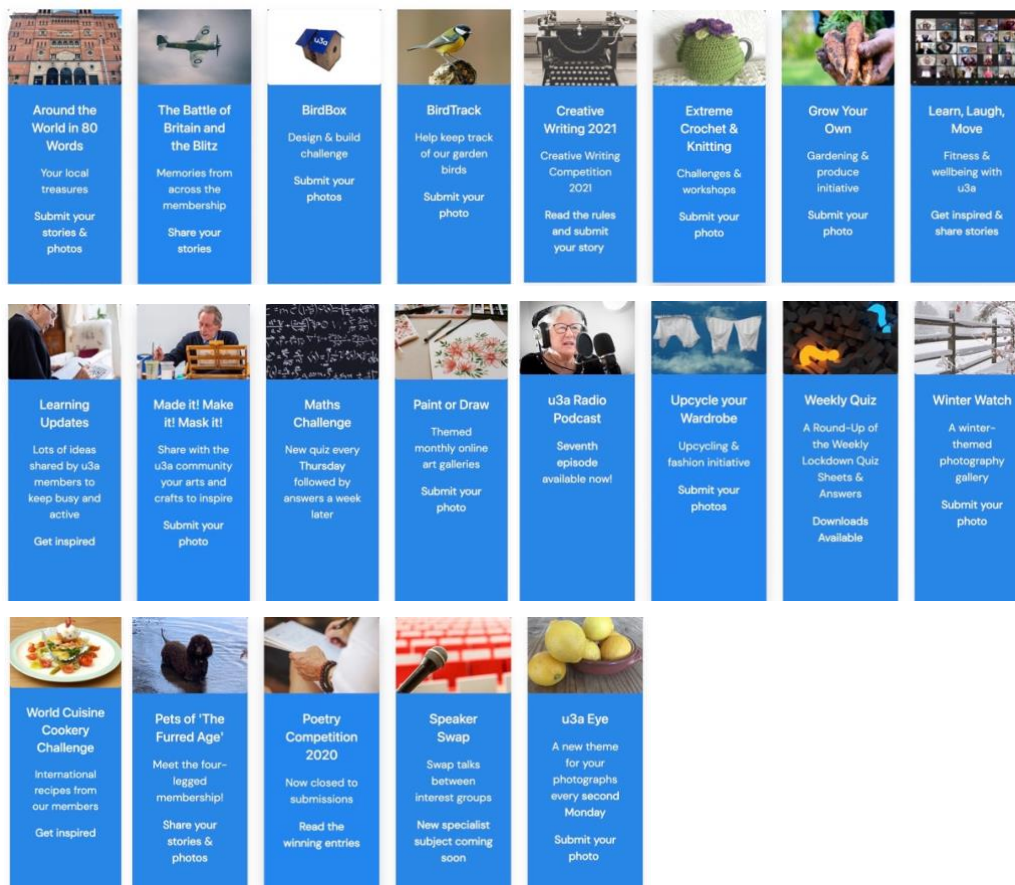 u3a
Around the
World in 80
Words
Your local
treasures
Submit your
stories &
photos
The Battle of
Britain and
the Blitz
Memories from
across the
membership
Share your
stories
BirdBox
Design & build
challenge
Submit your
photos
BirdTrack
Help keep track
of our garden
birds
Submit your
photo
Creative
Writing 2021
Creative Writing
Competition
2021
Read the rules
and submit
your story
Extreme
Crochet &
Knitting
Challenges &
workshops
Submit your
photo
Grow Your
Own
Gardening &
produce
initiative
Submit your
photo
Learn, Laugh,
Move
Fitness &
wellbeing with
u3a
Get inspired &
share stories
Learning
Updates
Lots of ideas
shared by u3a
members to
keep busy and
active
Get inspired
Made it! Make
it! Mask it!
Share with the
u3a community
your arts and
crafts to inspire
Submit your
photo
Maths
Challenge
New quiz every
Thursday
followed by
answers a week
later
Paint or Draw
Themed
monthly online
art galleries
Submit your
photo
u3a Radio
Podcast
Seventh
episode
available now!
Upcycle your
Wardrobe
Upcycling &
fashion initiative
Submit your
photos
Weekly Quiz
A Round-Up of
the Weekly
Lockdown Quiz
Sheets &
Answers
Downloads
Available
Winter Watch
A winter-
themed
photography
gallery
Submit your
photo
World Cuisine
Cookery
Challenge
International
recipes from
our members
Get inspired
Pets of 'The
Furred Age'
Meet the four-
legged
membership!
Share your
stories &
photos
Poetry
Competition
2020
Now closed to
submissions
Read the
winning entries
Speaker
Swap
Swap talks
between
interest groups
New specialist
subject coming
soon
u3a Eye
A new theme
for your
photographs
every second
Monday
Submit your
photo